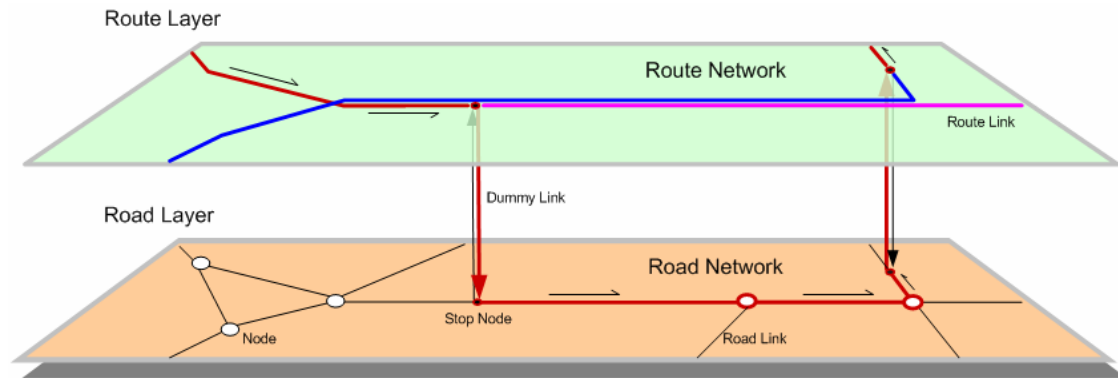 Route Layer
Route Network
Route Link
Dummy Link
Road Layer
Road Network
Stop Node
Node
Road Link